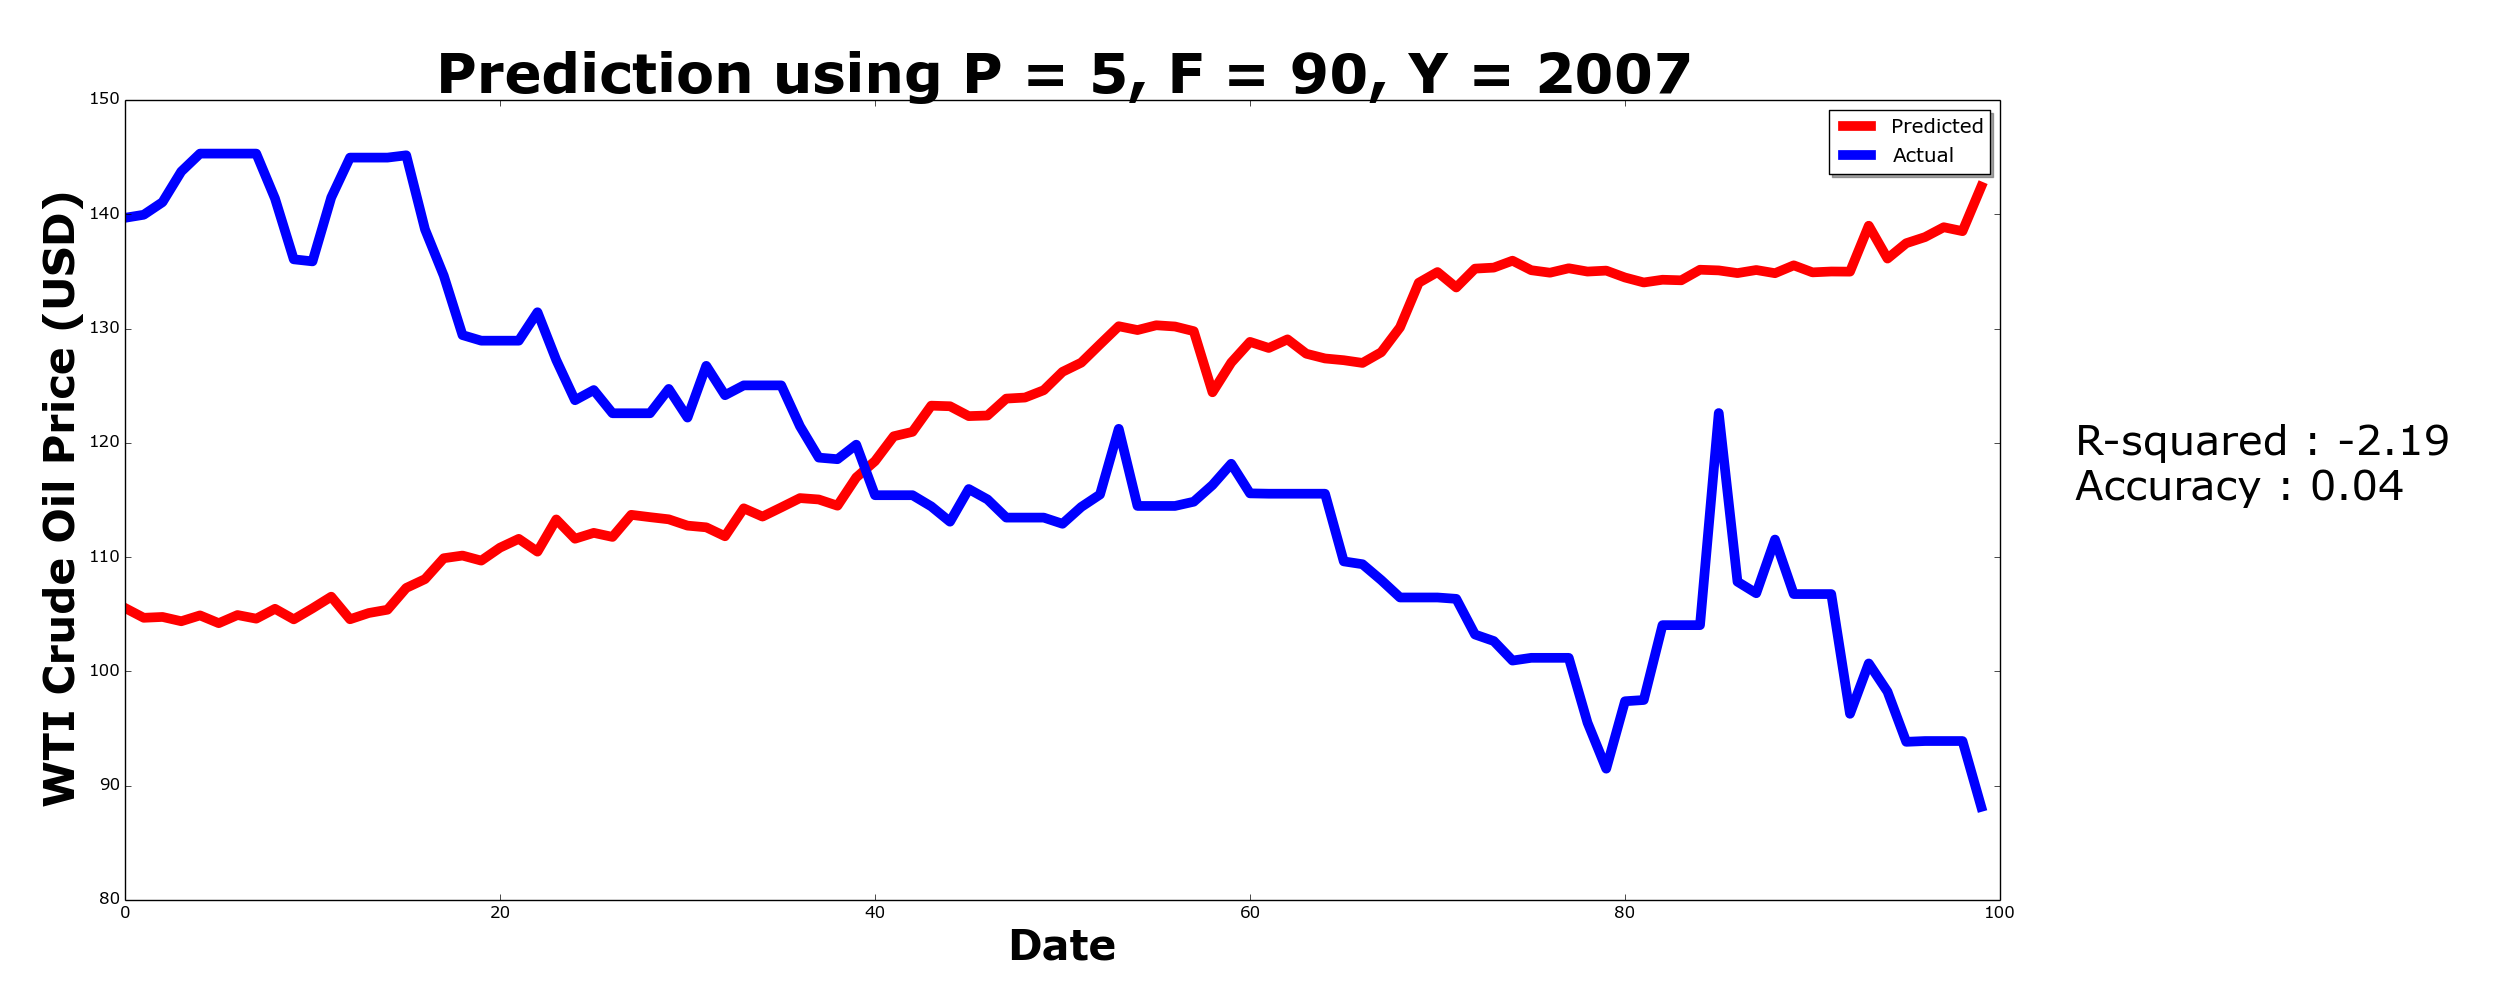 Prediction using P = 5, F = 90, Y = 2007
150
140
130
120
110
100
90
80
WTI Crude Oil Price (USD)
Predicted
Actual
R-squared : -2.19
Accuracy : 0.04
0 20 40 60 80 100
Date